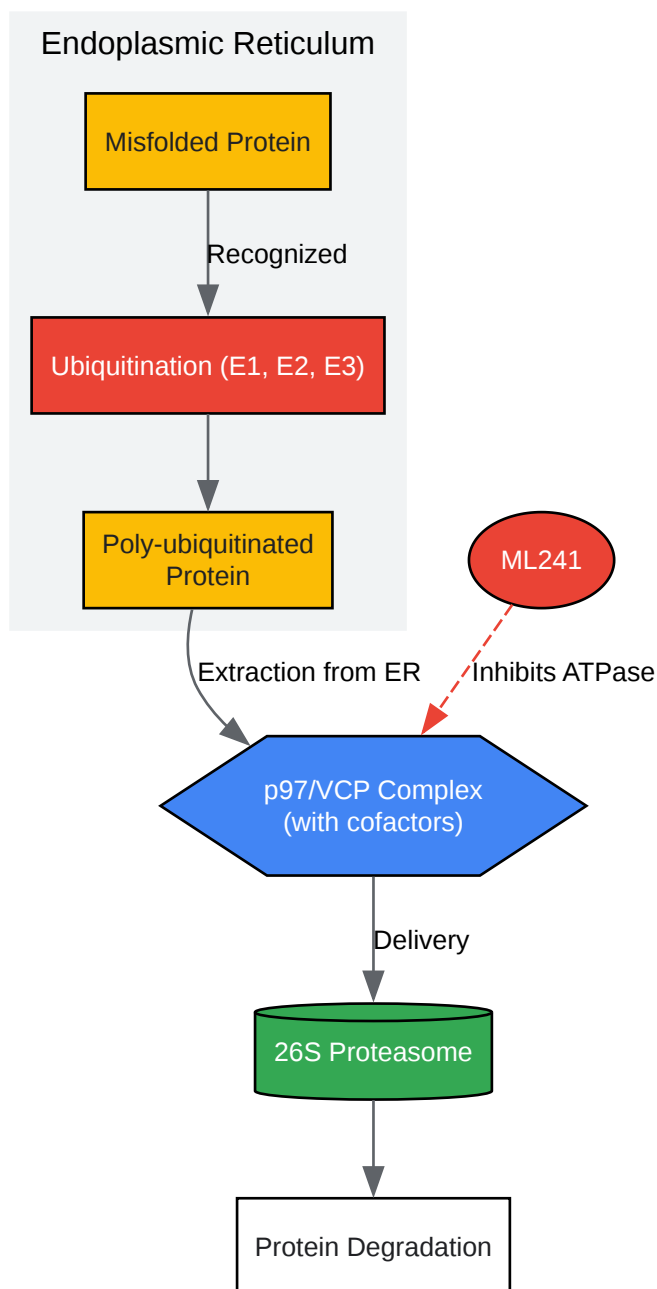 Endoplasmic Reticulum
Misfolded Protein
Recognized
Ubiquitination (E1, E2, E3)
Poly-ubiquitinated
Protein
ML241
Extraction from ER
Inhibits ATPase
p97/VCP Complex
(with cofactors)
Delivery
26S Proteasome
Protein Degradation